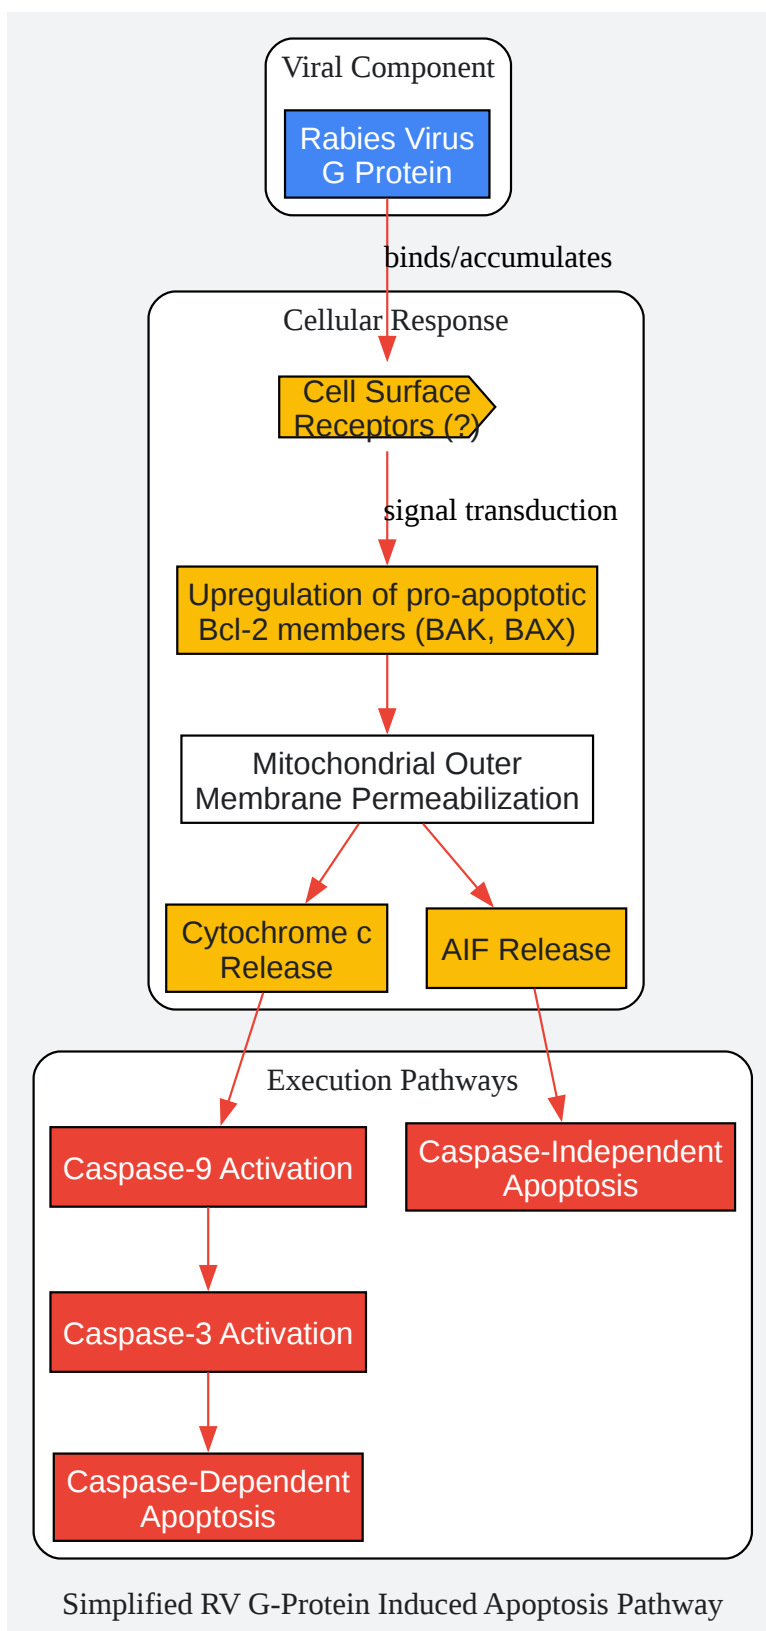 Viral Component
Rabies Virus
G Protein
binds/accumulates
Cellular Response
Cell Surface
Receptors (?)
signal transduction
Upregulation of pro-apoptotic
Bcl-2 members (BAK, BAX)
Mitochondrial Outer
Membrane Permeabilization
Cytochrome c
Release
AIF Release
Execution Pathways
Caspase-9 Activation
Caspase-Independent
Apoptosis
Caspase-3 Activation
Caspase-Dependent
Apoptosis
Simplified RV G-Protein Induced Apoptosis Pathway